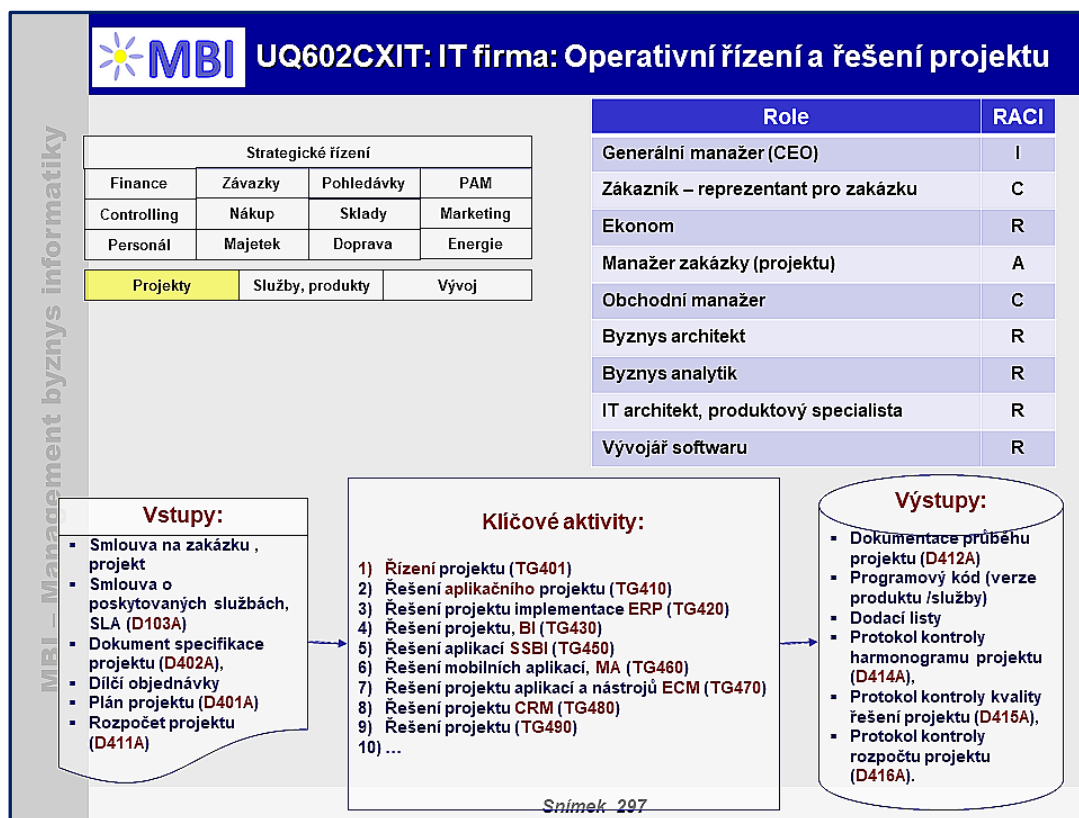 MBI
UQ602CXIT: IT firma: Operativní řízení a řešení projektu
MBI – Management byznys informatiky
Strategické řízení
Finance Závazky Pohledávky PAM
Controlling Nákup Sklady Marketing
Personál Majetek Doprava Energie
Projekty Služby, produkty Vývoj
Role RACI
Generální manažer (CEO) I
Zákazník – reprezentant pro zakázku C
Ekonom R
Manažer zakázky (projektu) A
Obchodní manažer C
Byznys architekt R
Byznys analytik R
IT architekt, produktový specialista R
Vývojář softwaru R
Vstupy:
▪ Smlouva na zakázku ,
projekt
▪ Smlouva o
poskytovaných službách,
SLA (D103A)
▪ Dokument specifikace
projektu (D402A),
▪ Dílčí objednávky
▪ Plán projektu (D401A)
▪ Rozpočet projektu
(D411A)
Klíčové aktivity:
1) Řízení projektu (TG401)
2) Řešení aplikačního projektu (TG410)
3) Řešení projektu implementace ERP (TG420)
4) Řešení projektu, BI (TG430)
5) Řešení aplikací SSBI (TG450)
6) Řešení mobilních aplikací, MA (TG460)
7) Řešení projektu aplikací a nástrojů ECM (TG470)
8) Řešení projektu CRM (TG480)
9) Řešení projektu (TG490)
10) ...
Výstupy:
▪ Dokumentace průběhu
projektu (D412A)
▪ Programový kód (verze
produktu /služby)
▪ Dodací listy
▪ Protokol kontroly
harmonogramu projektu
(D414A),
▪ Protokol kontroly kvality
řešení projektu (D415A),
▪ Protokol kontroly
rozpočtu projektu
(D416A).
Snímek 297